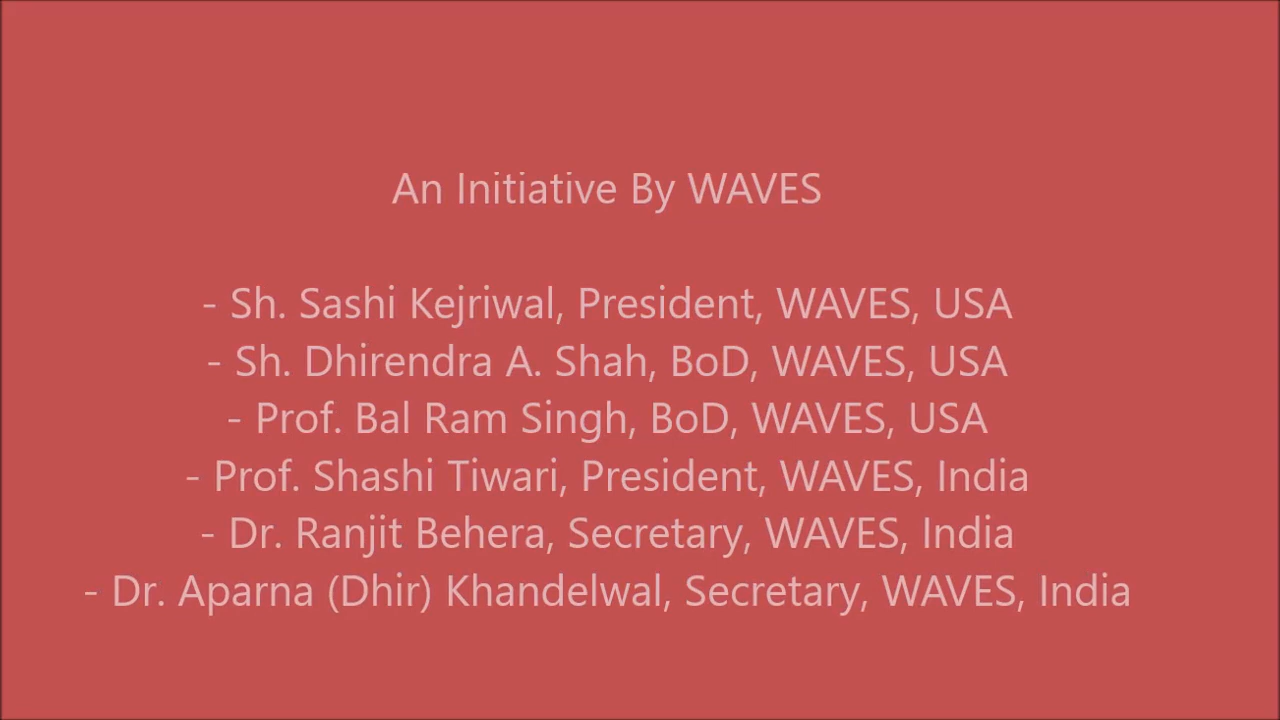 An Initiative By WAVES
- Sh. Sashi Kejriwal, President, WAVES, USA
- Sh. Dhirendra A. Shah, BoD, WAVES, USA
- Prof. Bal Ram Singh, BoD, WAVES, USA
- Prof. Shashi Tiwari, President, WAVES, India
- Dr. Ranjit Behera, Secretary, WAVES, India
- Dr. Aparna (Dhir) Khandelwal, Secretary, WAVES, India